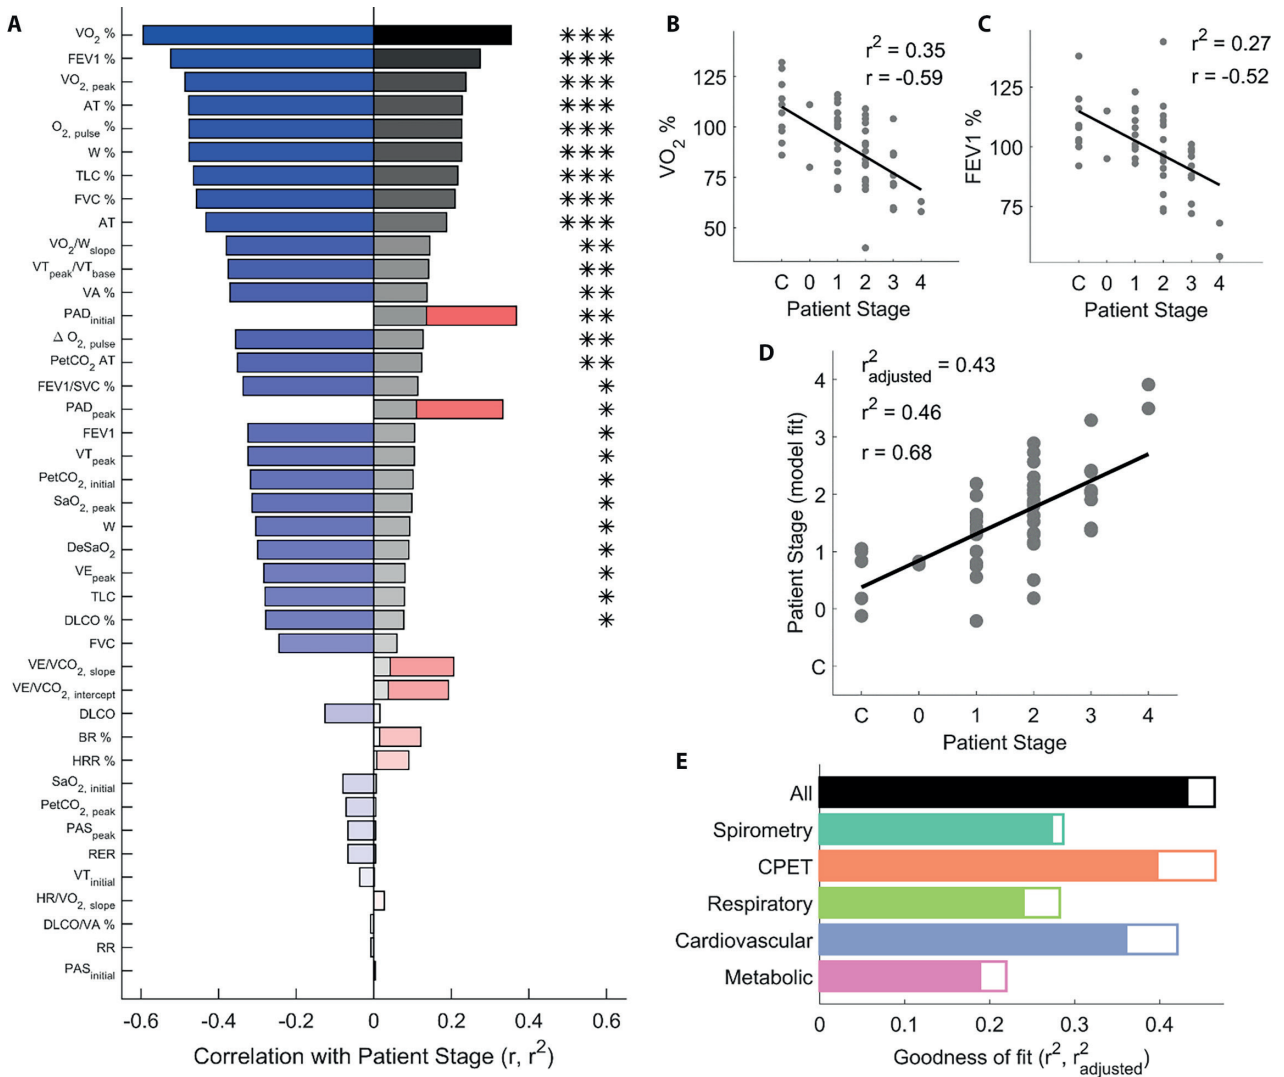 A
VO2 %
FEV1 %
VO2, peak
AT %
O2, pulse %
W %
TLC %
FVC %
AT
VO2/Wslope
VTpeak/VTbase
VA %
PADinitial
Δ O2, pulse
PetCO2 AT
FEV1/SVC %
PADpeak
FEV1
VTpeak
PetCO2, initial
SaO2, peak
W
DeSaO2
VEpeak
TLC
DLCO %
FVC
VE/VCO2, slope
VE/VCO2, intercept
DLCO
BR %
HRR %
SaO2, initial
PetCO2, peak
PASpeak
RER
VTinitial
HR/VO2, slope
DLCO/VA %
RR
PASinitial
-0.6 -0.4 -0.2 0 0.2 0.4 0.6
Correlation with Patient Stage (r, r2)
B
r2 = 0.35
r = -0.59
VO2 %
125
100
75
50
C 0 1 2 3 4
Patient Stage
C
r2 = 0.27
r = -0.52
FEV1 %
125
100
75
C 0 1 2 3 4
Patient Stage
D
r2adjusted = 0.43
r2 = 0.46
r = 0.68
Patient Stage (model fit)
4
3
2
1
0
C
C 0 1 2 3 4
Patient Stage
E
All
Spirometry
CPET
Respiratory
Cardiovascular
Metabolic
0 0.1 0.2 0.3 0.4
Goodness of fit (r2, r2adjusted)